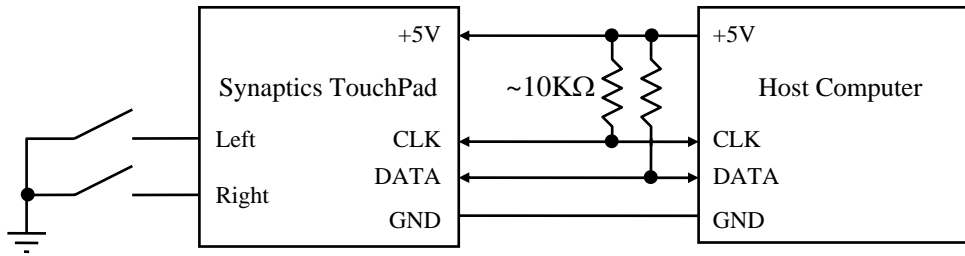 +5V
+5V
Synaptics TouchPad
~10KΩ
Host Computer
Left
CLK
CLK
DATA
DATA
Right
GND
GND